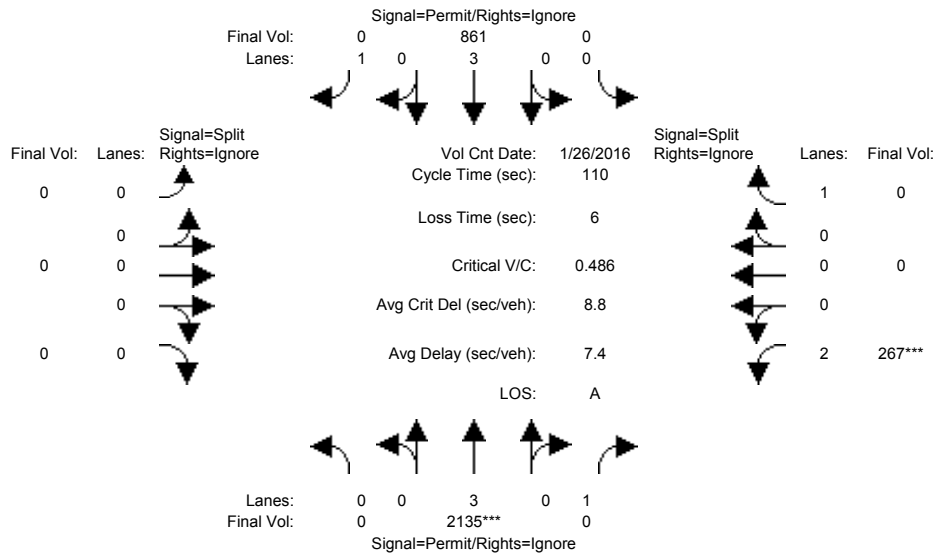 Signal=Permit/Rights=Ignore
Final Vol: 0 861 0
Lanes: 1 0 3 0 0
Signal=Split
Final Vol: Lanes: Rights=Ignore
Vol Cnt Date: 1/26/2016
Signal=Split
Rights=Ignore Lanes: Final Vol:
Cycle Time (sec): 110
0 0
1 0
Loss Time (sec): 6
0
0
0 0
Critical V/C: 0.486
0 0
0
Avg Crit Del (sec/veh): 8.8
0
0 0
Avg Delay (sec/veh): 7.4
2 267***
LOS: A
Lanes: 0 0 3 0 1
Final Vol: 0 2135*** 0
Signal=Permit/Rights=Ignore